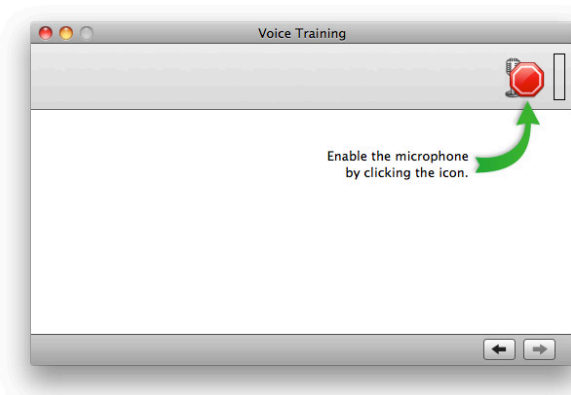 Voice Training
Enable the microphone
by clicking the icon.